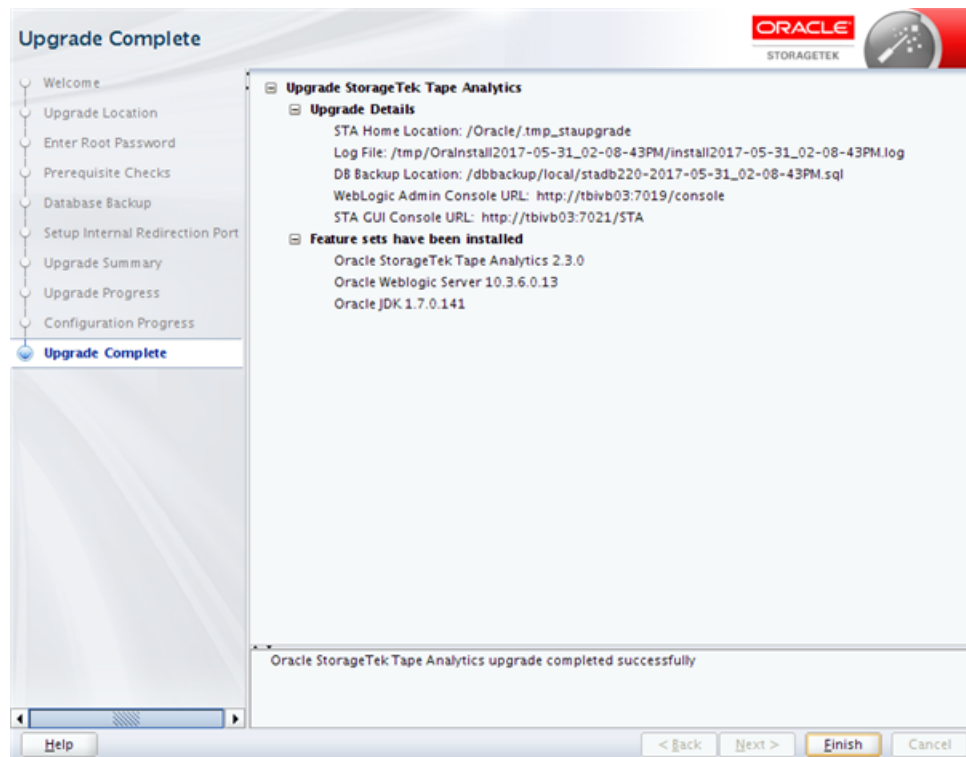 Upgrade Complete
ORACLE
STORAGETEK
Welcome
Upgrade Location
Enter Root Password
Prerequisite Checks
Database Backup
Setup Internal Redirection Port
Upgrade Summary
Upgrade Progress
Configuration Progress
Upgrade Complete
Upgrade StorageTek Tape Analytics
Upgrade Details
STA Home Location: /Oracle/.tmp_staupgrade
Log File: /tmp/OraInstall2017-05-31_02-08-43PM/install2017-05-31_02-08-43PM.log
DB Backup Location: /dbbackup/local/stadb220-2017-05-31_02-08-43PM.sql
WebLogic Admin Console URL: http://tbivb03:7019/console
STA GUI Console URL: http://tbivb03:7021/STA
Feature sets have been installed
Oracle StorageTek Tape Analytics 2.3.0
Oracle Weblogic Server 10.3.6.0.13
Oracle JDK 1.7.0.141
Oracle StorageTek Tape Analytics upgrade completed successfully
Help
< Back
Next >
Finish
Cancel